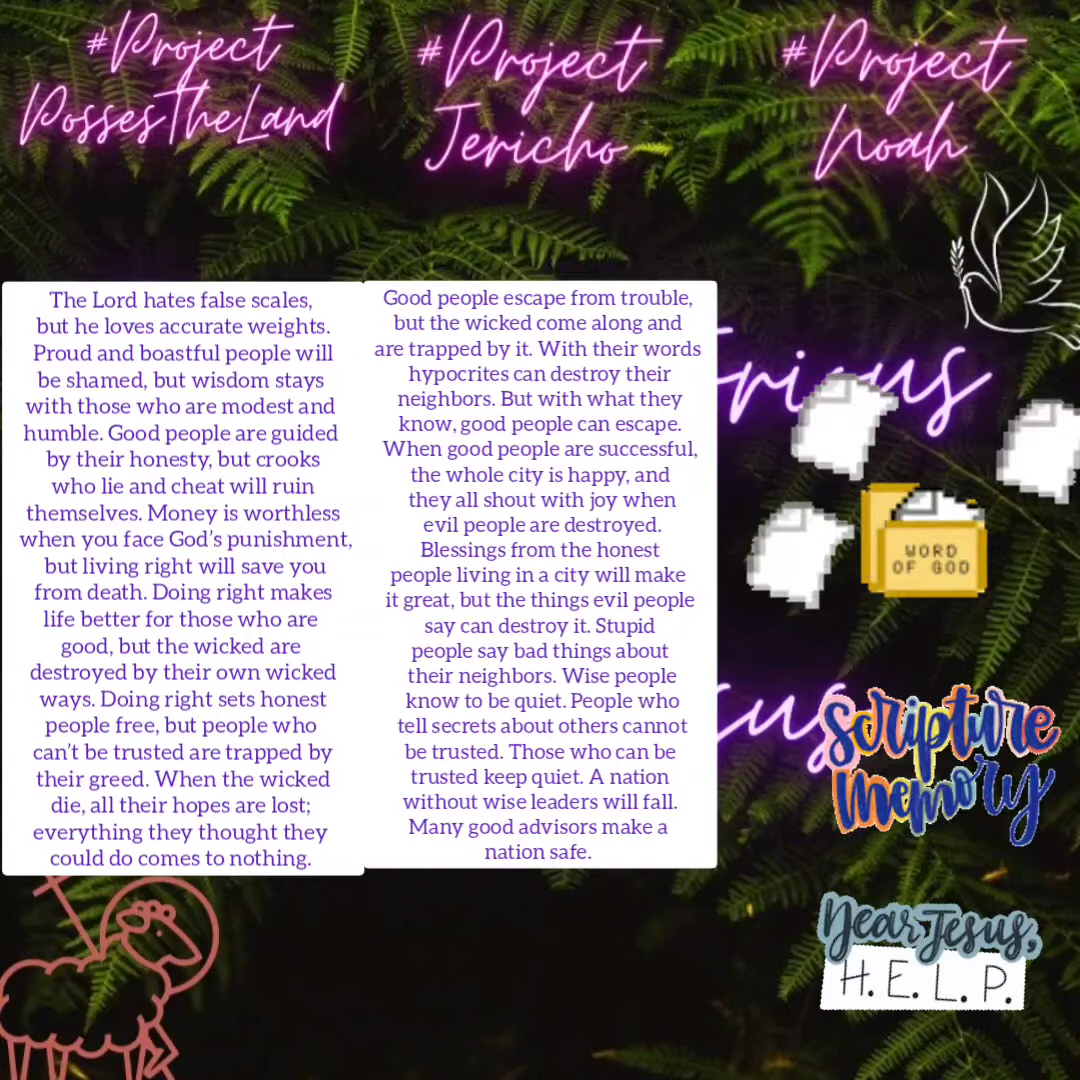 #Project
PossesTheLand
#Project
Jericho
#Project
Noah
The Lord hates false scales,
but he loves accurate weights.
Proud and boastful people will
be shamed, but wisdom stays
with those who are modest and
humble. Good people are guided
by their honesty, but crooks
who lie and cheat will ruin
themselves. Money is worthless
when you face God’s punishment,
but living right will save you
from death. Doing right makes
life better for those who are
good, but the wicked are
destroyed by their own wicked
ways. Doing right sets honest
people free, but people who
can’t be trusted are trapped by
their greed. When the wicked
die, all their hopes are lost;
everything they thought they
could do comes to nothing.
Good people escape from trouble,
but the wicked come along and
are trapped by it. With their words
hypocrites can destroy their
neighbors. But with what they
know, good people can escape.
When good people are successful,
the whole city is happy, and
they all shout with joy when
evil people are destroyed.
Blessings from the honest
people living in a city will make
it great, but the things evil people
say can destroy it. Stupid
people say bad things about
their neighbors. Wise people
know to be quiet. People who
tell secrets about others cannot
be trusted. Those who can be
trusted keep quiet. A nation
without wise leaders will fall.
Many good advisors make a
nation safe.
WORD
OF GOD
Scripture
Memory
Dear Jesus,
H.E.L.P.